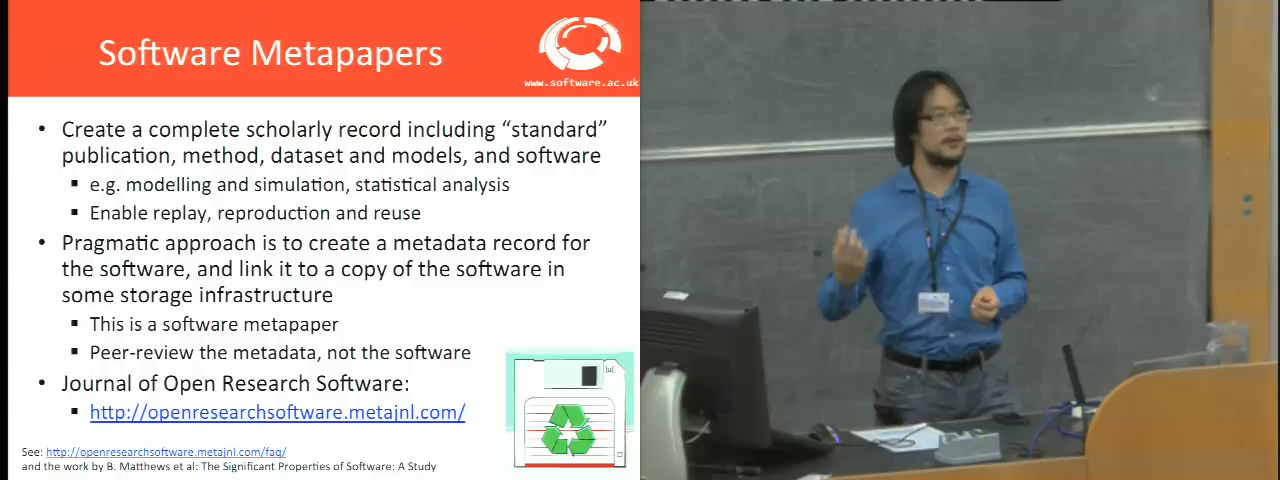 Software Metapapers
www.software.ac.uk
• Create a complete scholarly record including “standard”
publication, method, dataset and models, and software
▪ e.g. modelling and simulation, statistical analysis
▪ Enable replay, reproduction and reuse
• Pragmatic approach is to create a metadata record for
the software, and link it to a copy of the software in
some storage infrastructure
▪ This is a software metapaper
▪ Peer-review the metadata, not the software
• Journal of Open Research Software:
▪ http://openresearchsoftware.metajnl.com/
See: http://openresearchsoftware.metajnl.com/faq/
and the work by B. Matthews et al: The Significant Properties of Software: A Study